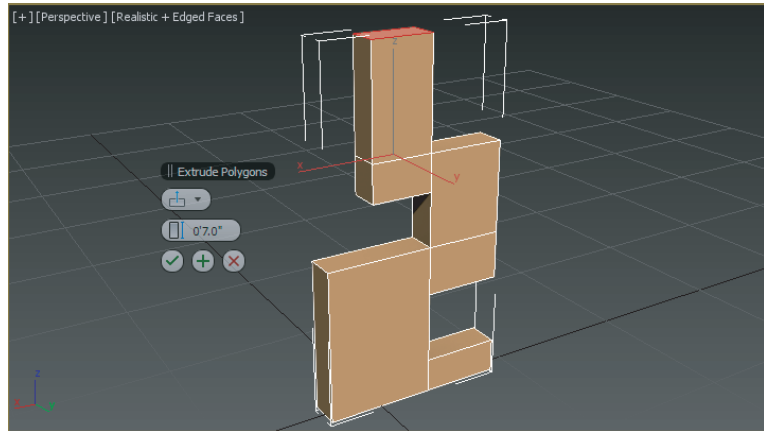 [+] [Perspective] [Realistic + Edged Faces]
z
x
y
Extrude Polygons
0'7.0"
z
x
y